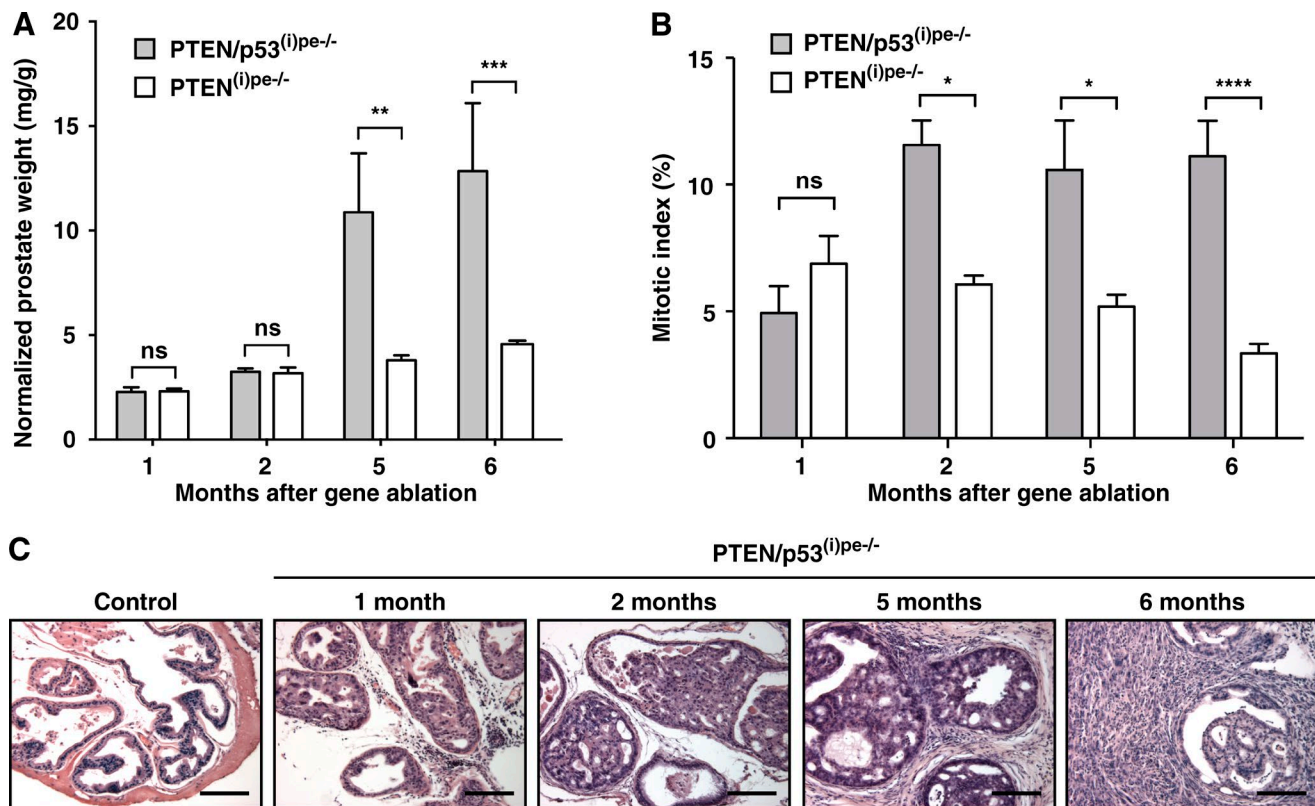 A
PTEN/p53(i)pe-/-
PTEN(i)pe-/-
Normalized prostate weight (mg/g)
20
15
10
5
0
ns
ns
**
***
1 2 5 6
Months after gene ablation
B
PTEN/p53(i)pe-/-
PTEN(i)pe-/-
Mitotic index (%)
15
10
5
0
ns
*
*
****
1 2 5 6
Months after gene ablation
C
PTEN/p53(i)pe-/-
Control 1 month 2 months 5 months 6 months